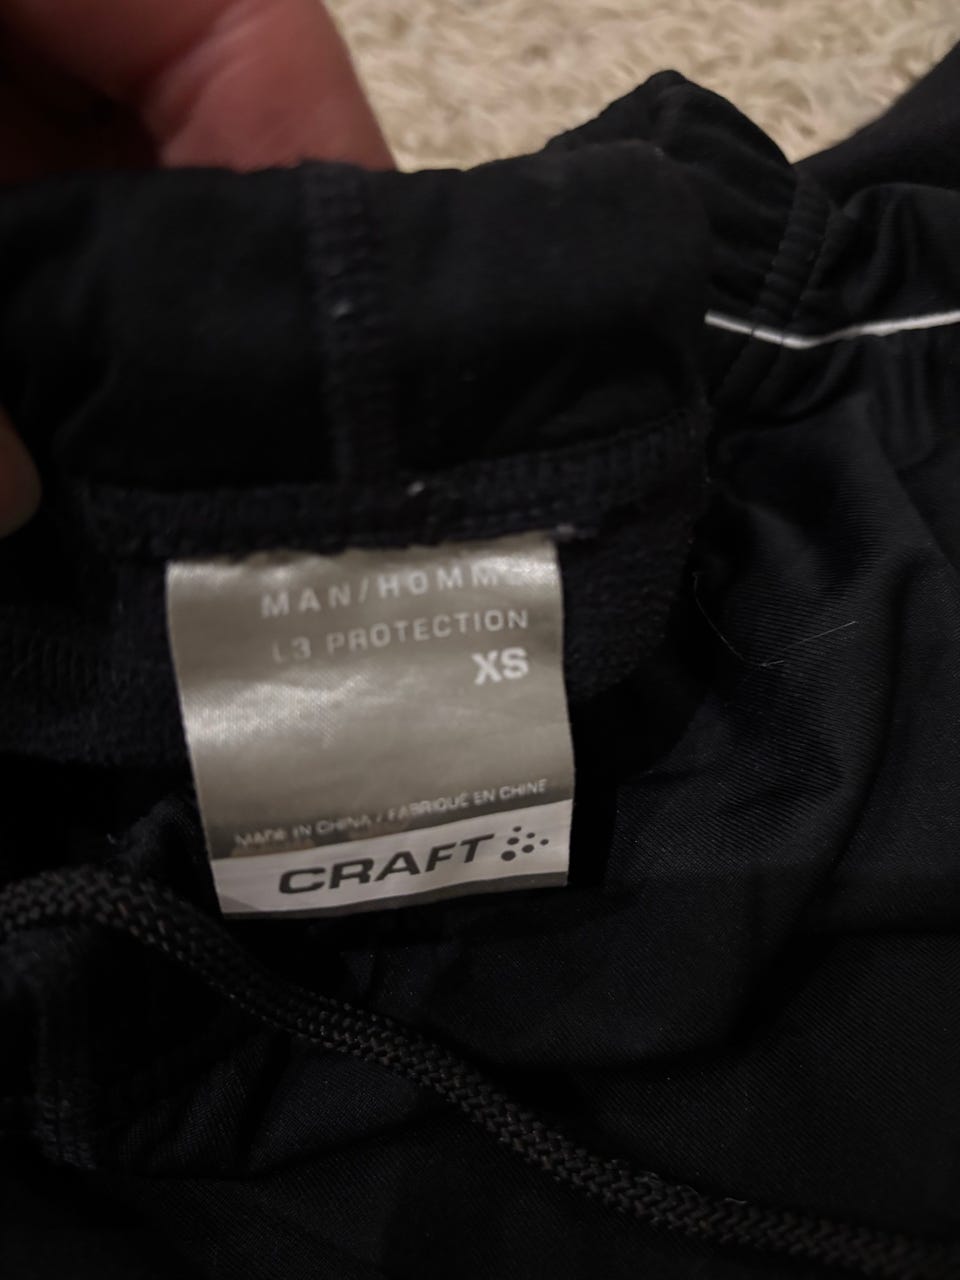 MAN/HOMME
L3 PROTECTION
XS
MADE IN CHINA / FABRIQUÉ EN CHINE
CRAFT